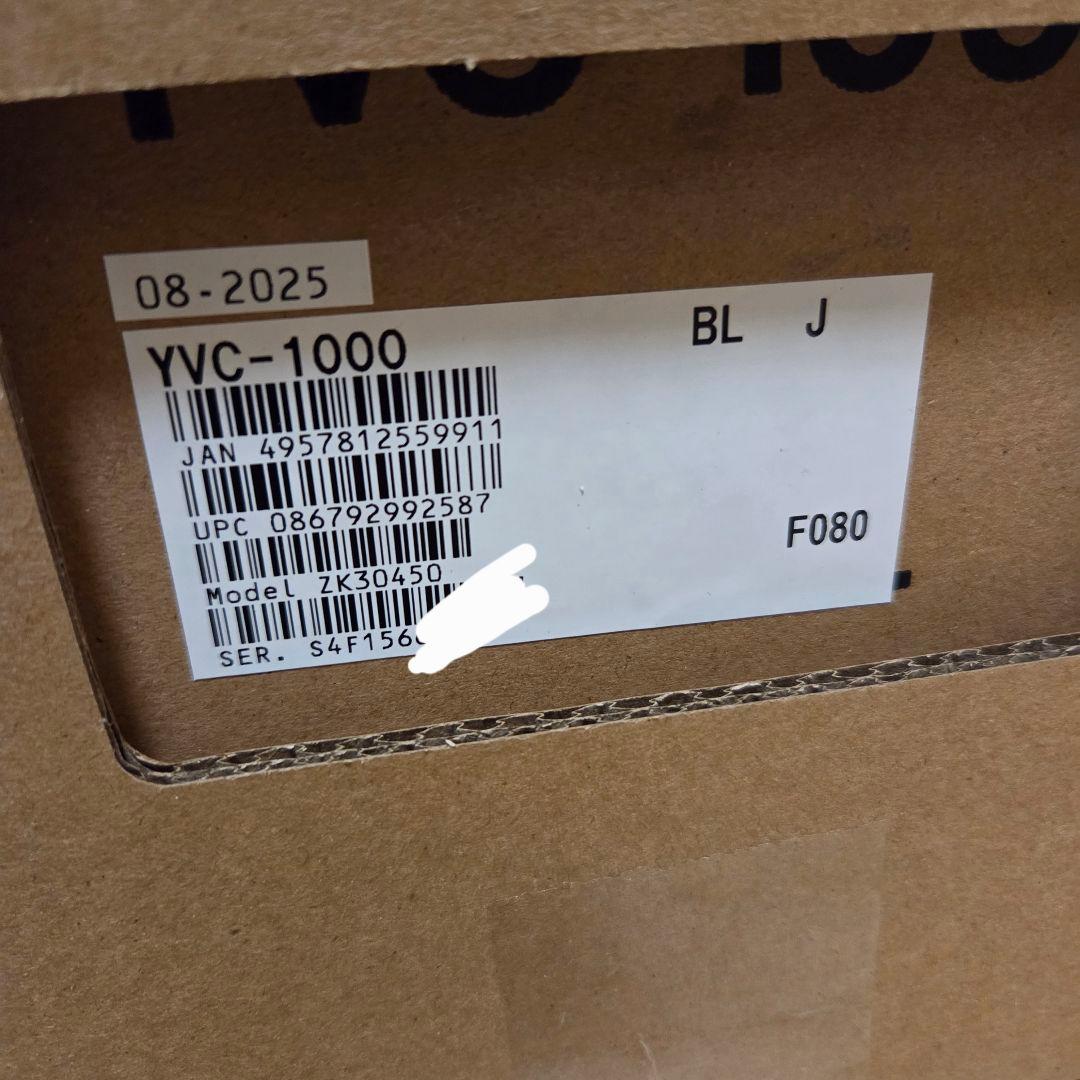 08-2025
YVC-1000 BL J
JAN 4957812559911
UPC 086792992587
F080
Model ZK30450
SER. S4F156